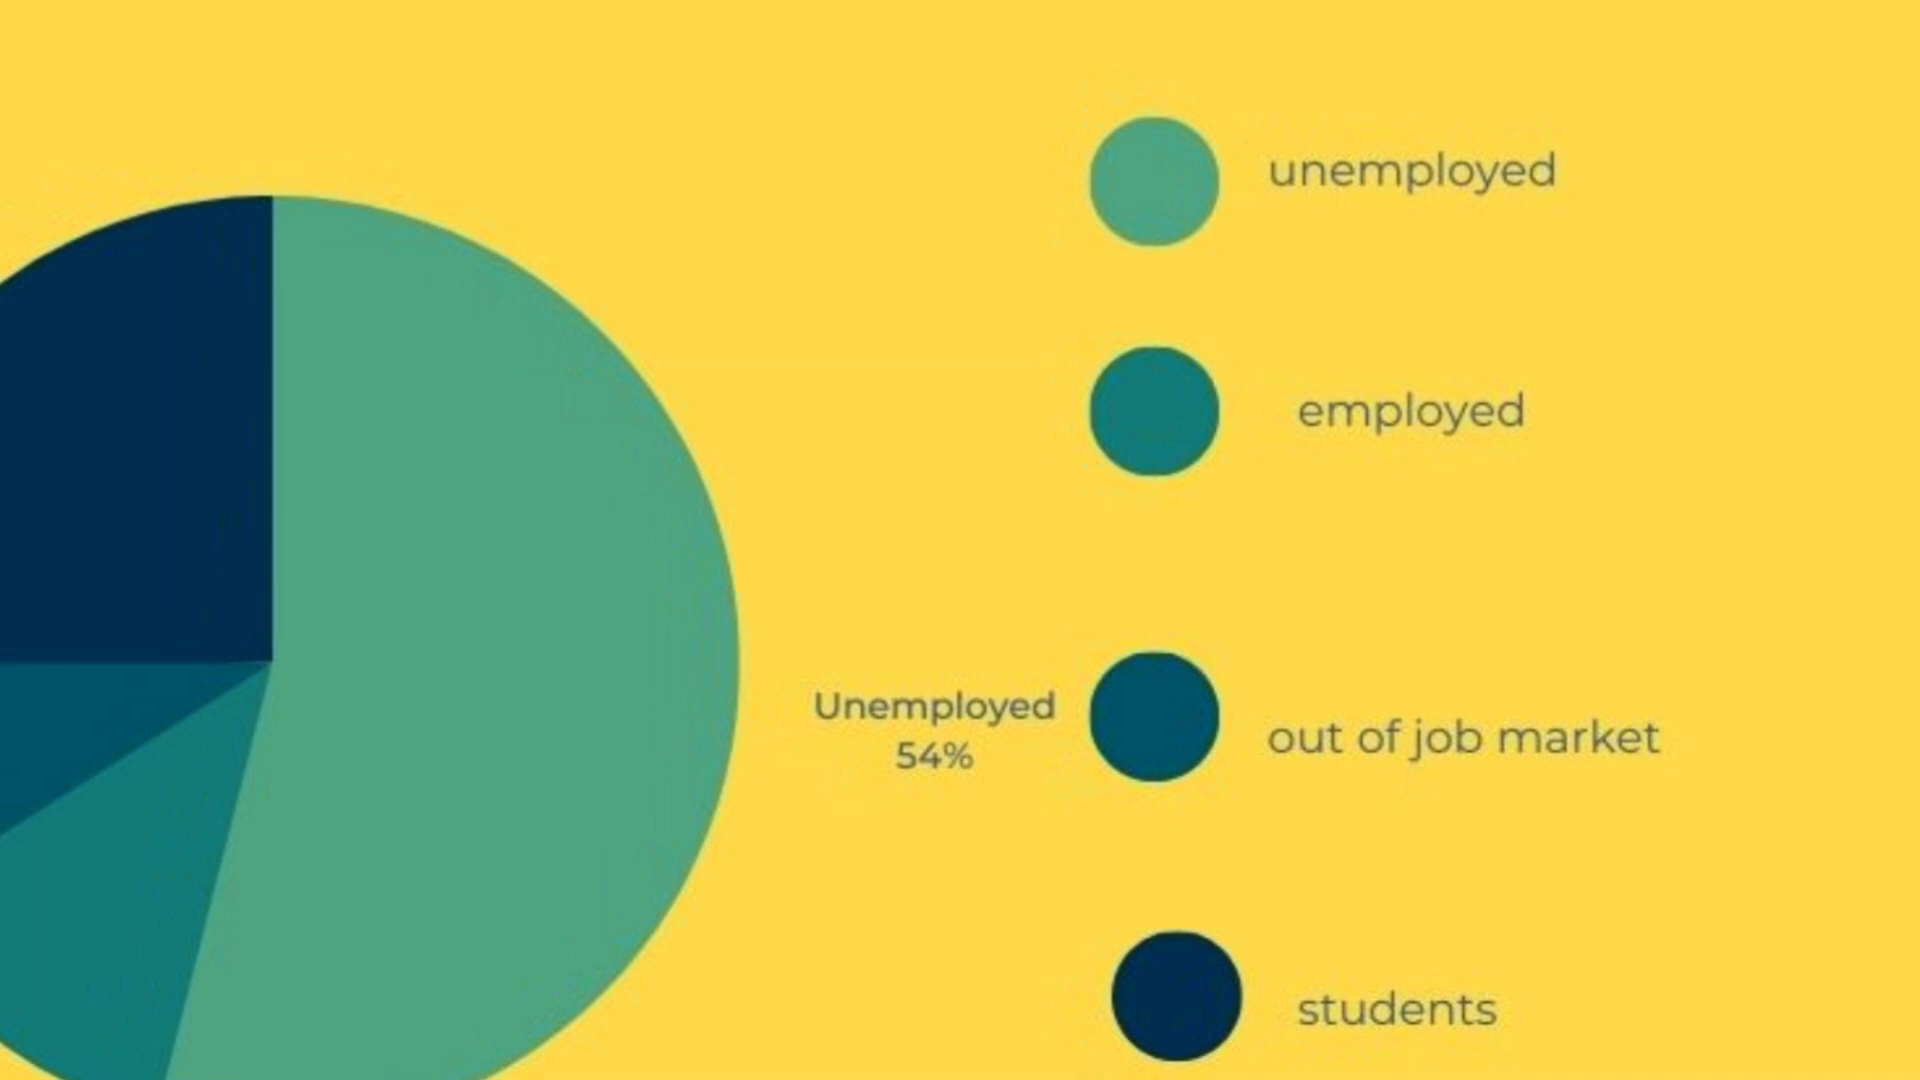 unemployed
employed
Unemployed
54%
out of job market
students